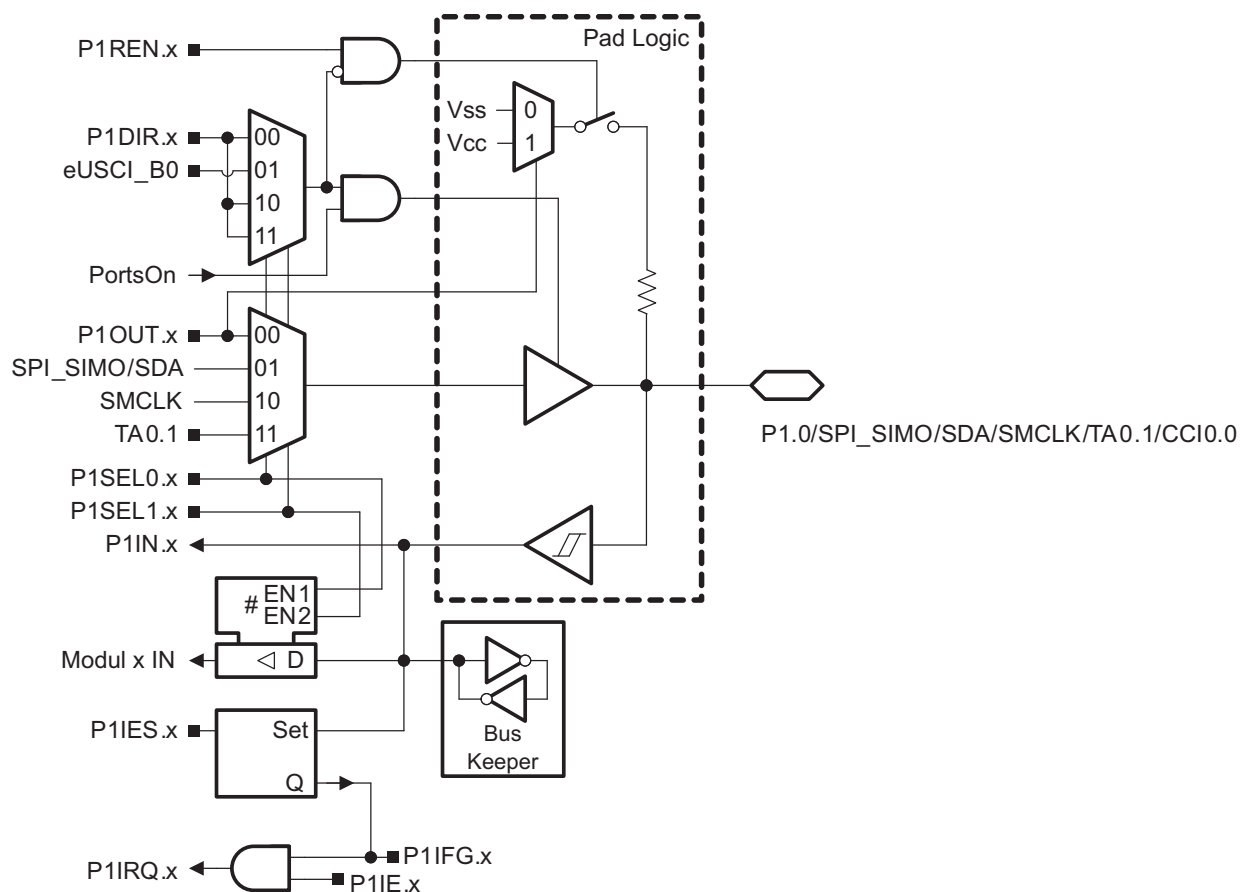 Pad Logic
P1REN.x
Vss
0
Vcc
1
P1DIR.x
00
eUSCI_B0
01
10
11
PortsOn
P1OUT.x
00
SPI_SIMO/SDA
01
SMCLK
10
TA0.1
11
P1.0/SPI_SIMO/SDA/SMCLK/TA0.1/CCI0.0
P1SEL0.x
P1SEL1.x
P1IN.x
# EN1
EN2
Modul x IN
D
Bus
Keeper
P1IES.x
Set
Q
P1IRQ.x
P1IFG.x
P1IE.x